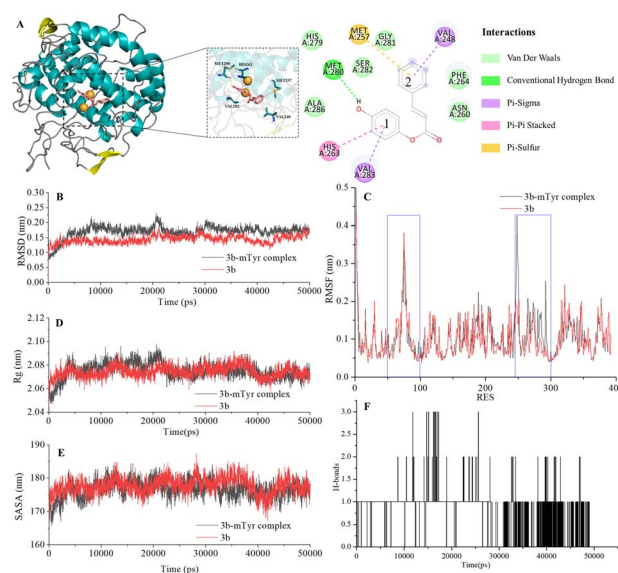 A
MET280
HIS263
MET257
VAL283
VAL248
HIS
A:279
MET
A:257
GLY
A:281
VAL
A:248
MET
A:280
SER
A:282
2
PHE
A:264
H
O
ALA
A:286
1
ASN
A:260
O
O
HIS
A:263
VAL
A:283
Interactions
Van Der Waals
Conventional Hydrogen Bond
Pi-Sigma
Pi-Pi Stacked
Pi-Sulfur
B
RMSD (nm)
0.30
0.25
0.20
0.15
0.10
0.05
0.00
3b-mTyr complex
3b
0 10000 20000 30000 40000 50000
Time (ps)
C
RMSF (nm)
0.5
0.4
0.3
0.2
0.1
0.0
3b-mTyr complex
3b
0 100 200 300 400
RES
D
Rg (nm)
2.12
2.10
2.08
2.06
2.04
3b-mTyr complex
3b
0 10000 20000 30000 40000 50000
Time(ps)
E
SASA (nm)
190
180
170
160
3b-mTyr complex
3b
0 10000 20000 30000 40000 50000
Time (ps)
F
H-bonds
3.0
2.5
2.0
1.5
1.0
0.5
0.0
0 10000 20000 30000 40000 50000
Time(ps)